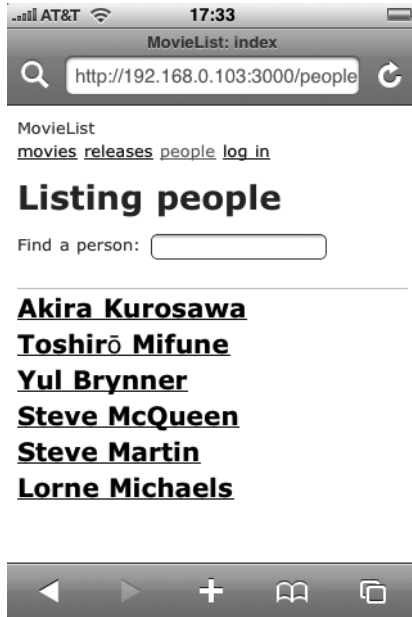 AT&T 17:33
MovieList: index
http://192.168.0.103:3000/people
MovieList
movies releases people log in
Listing people
Find a person:
Akira Kurosawa
Toshirō Mifune
Yul Brynner
Steve McQueen
Steve Martin
Lorne Michaels